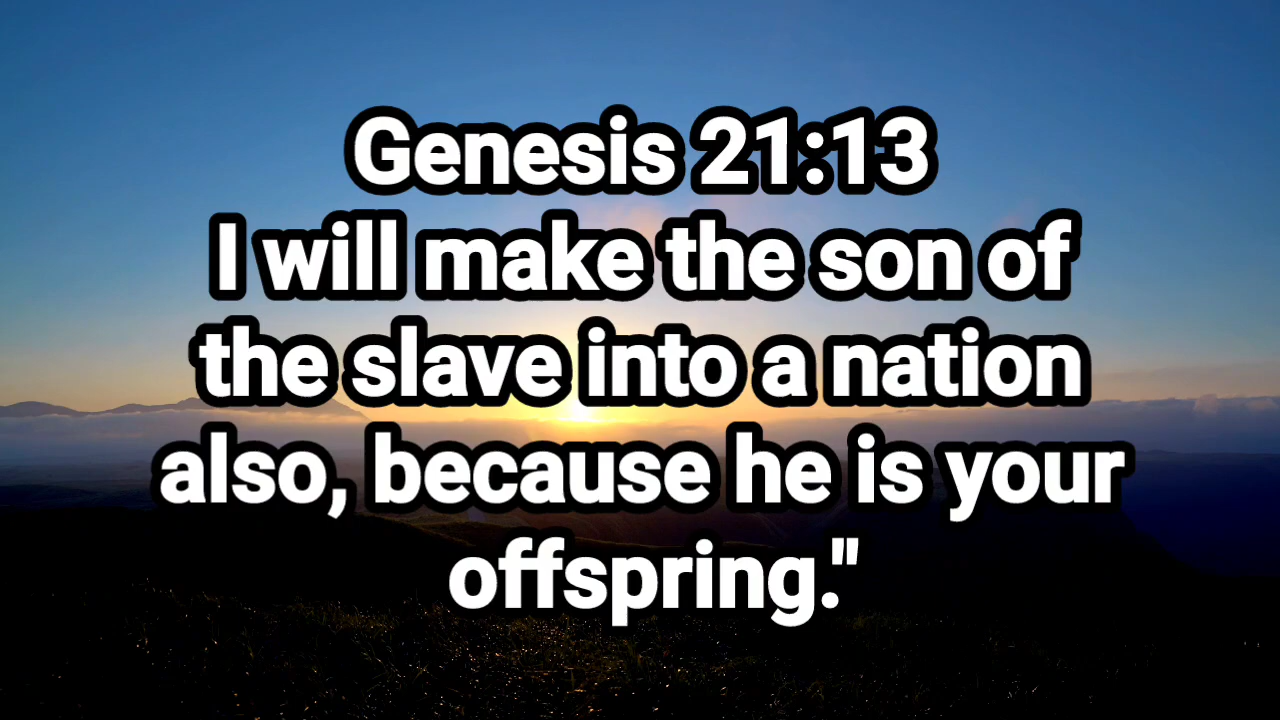 Genesis 21:13
I will make the son of
the slave into a nation
also, because he is your
offspring."